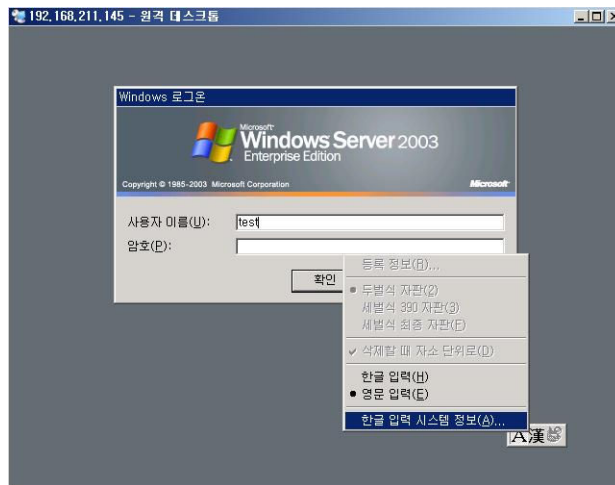 192.168.211.145 - 원격 데스크톱
Windows 로그온
Microsoft
Windows Server 2003
Enterprise Edition
Copyright © 1985-2003 Microsoft Corporation
Microsoft
사용자 이름(U):
test
암호(P):
확인
등록 정보(R)...
두벌식 자판(2)
세벌식 390 자판(3)
세벌식 최종 자판(F)
삭제할 때 자소 단위로(D)
한글 입력(H)
영문 입력(E)
한글 입력 시스템 정보(A)...
A漢